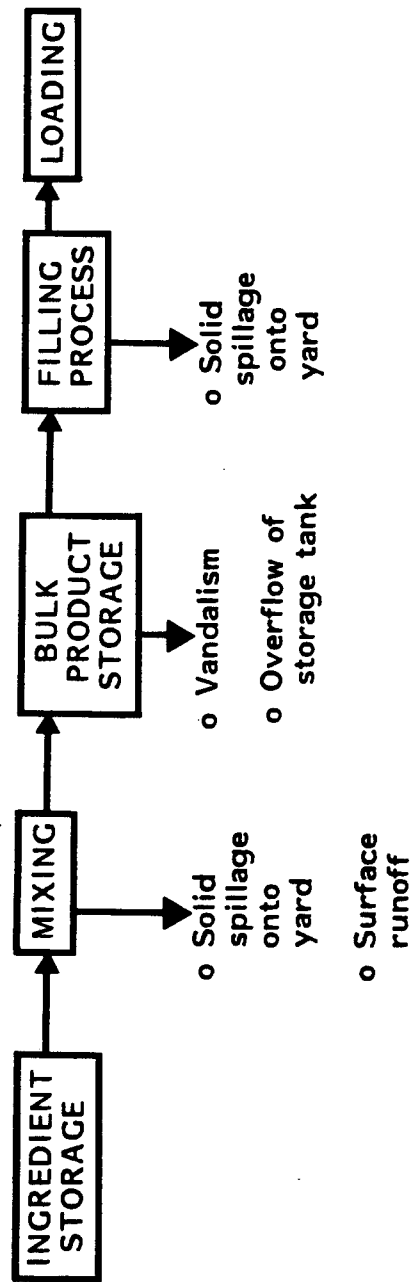 INGREDIENT
STORAGE
MIXING
o Solid
spillage
onto
yard
o Surface
runoff
BULK
PRODUCT
STORAGE
o Vandalism
o Overflow of
storage tank
FILLING
PROCESS
o Solid
spillage
onto
yard
LOADING